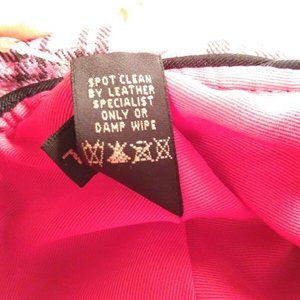 SPOT CLEAN
BY LEATHER
SPECIALIST
ONLY OR
DAMP WIPE